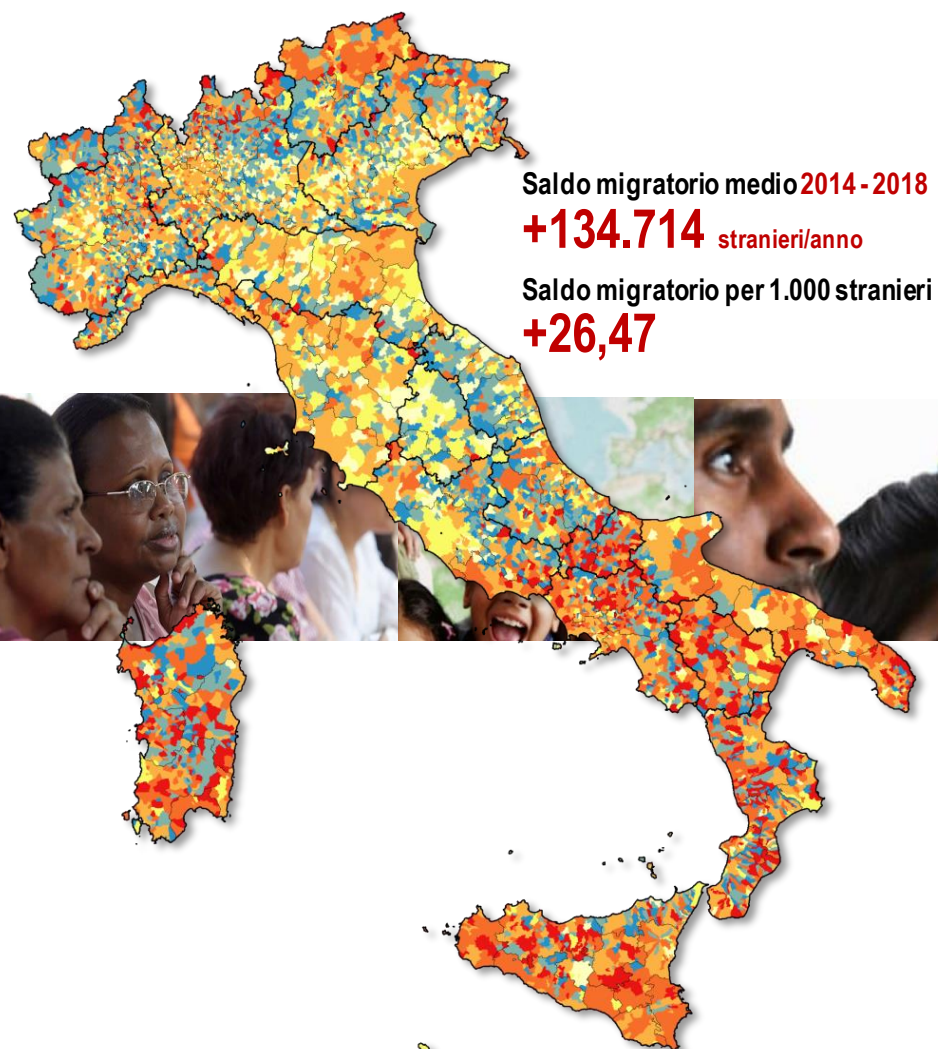 Saldo migratorio medio 2014 - 2018
+134.714 stranieri/anno
Saldo migratorio per 1.000 stranieri
+26,47